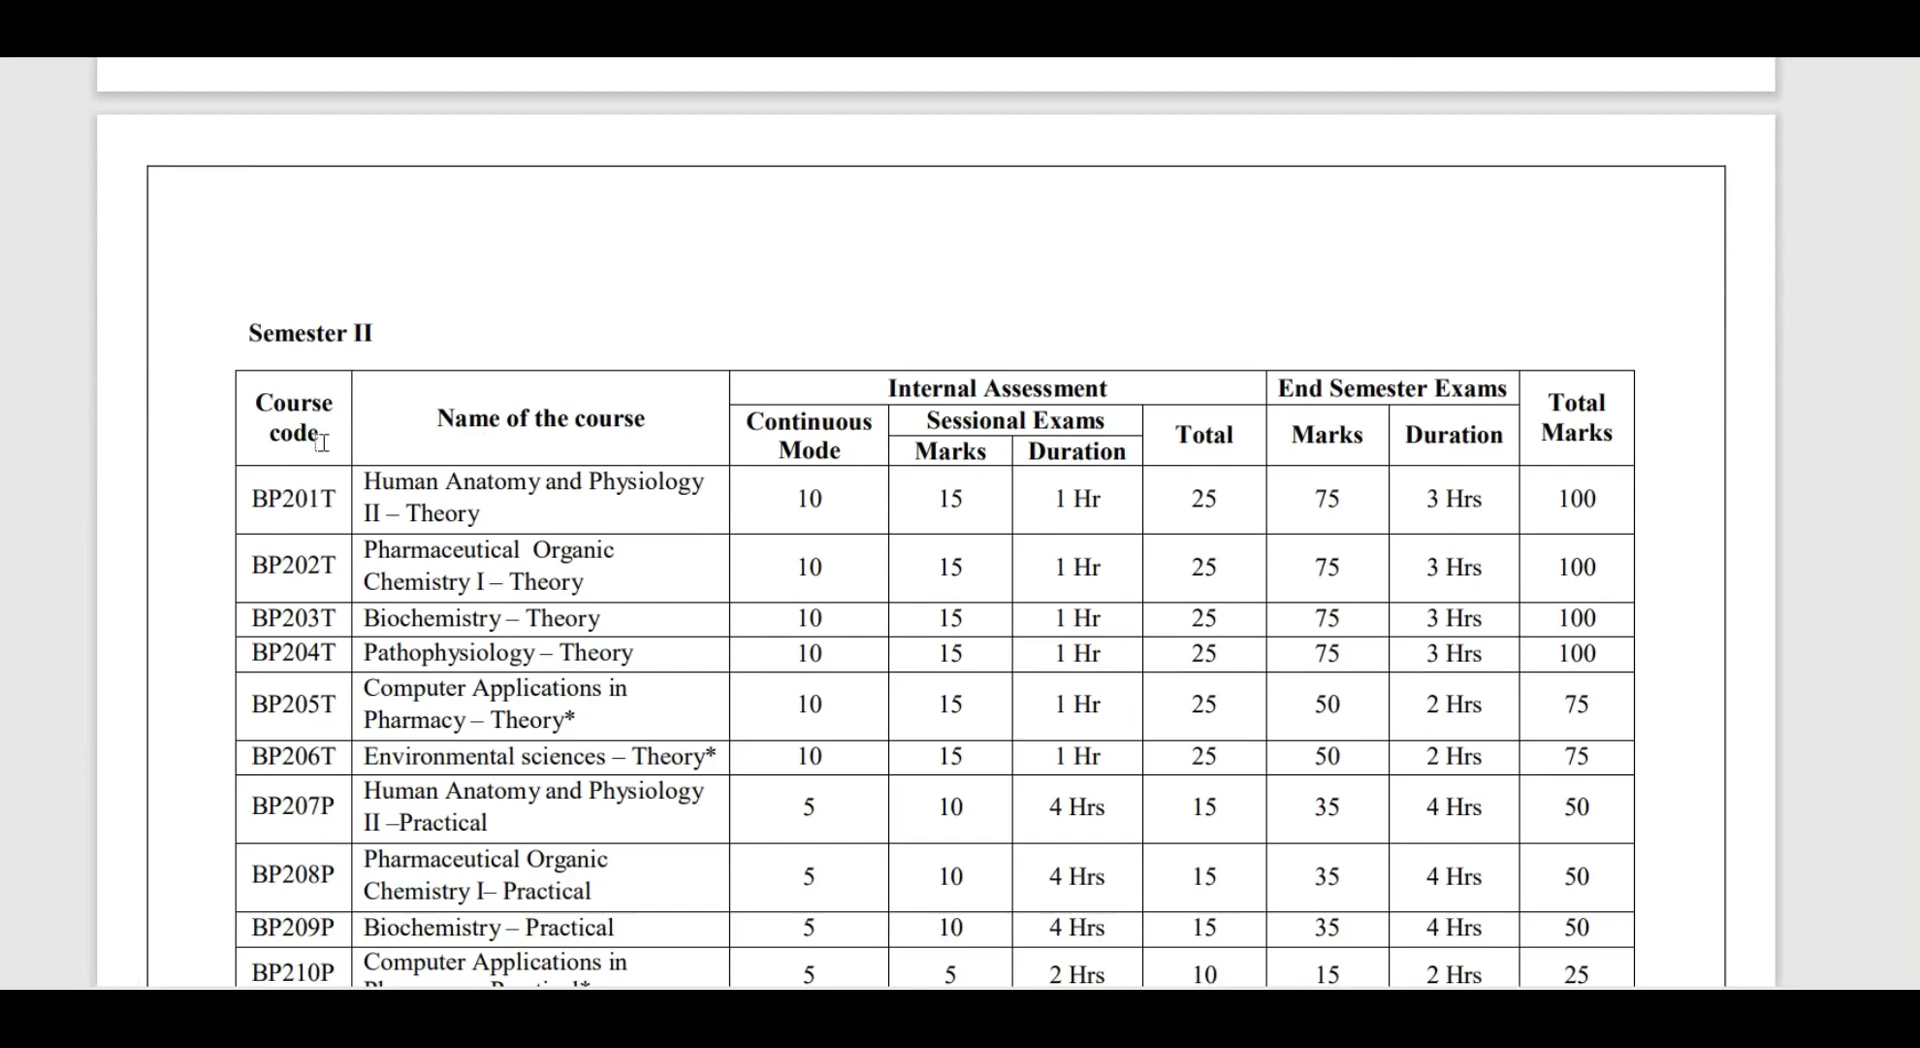 Semester II
Course code Name of the course Internal Assessment End Semester Exams Total Marks
Continuous Mode Sessional Exams Total Marks Duration
Marks Duration
BP201T Human Anatomy and Physiology II – Theory 10 15 1 Hr 25 75 3 Hrs 100
BP202T Pharmaceutical Organic Chemistry I – Theory 10 15 1 Hr 25 75 3 Hrs 100
BP203T Biochemistry – Theory 10 15 1 Hr 25 75 3 Hrs 100
BP204T Pathophysiology – Theory 10 15 1 Hr 25 75 3 Hrs 100
BP205T Computer Applications in Pharmacy – Theory* 10 15 1 Hr 25 50 2 Hrs 75
BP206T Environmental sciences – Theory* 10 15 1 Hr 25 50 2 Hrs 75
BP207P Human Anatomy and Physiology II –Practical 5 10 4 Hrs 15 35 4 Hrs 50
BP208P Pharmaceutical Organic Chemistry I– Practical 5 10 4 Hrs 15 35 4 Hrs 50
BP209P Biochemistry – Practical 5 10 4 Hrs 15 35 4 Hrs 50
BP210P Computer Applications in 5 5 2 Hrs 10 15 2 Hrs 25